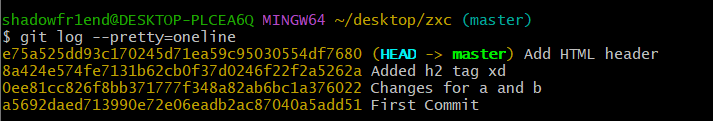 shadowfr1end@DESKTOP-PLCEA6Q MINGW64 ~/desktop/zxc (master)
$ git log --pretty=oneline
e75a525dd93c170245d71ea59c95030554df7680 (HEAD -> master) Add HTML header
8a424e574fe7131b62cb0f37d0246f22f2a5262a Added h2 tag xd
0ee81cc826f8bb371777f348a82ab6bc1a376022 Changes for a and b
a5692daed713990e72e06eadb2ac87040a5add51 First Commit